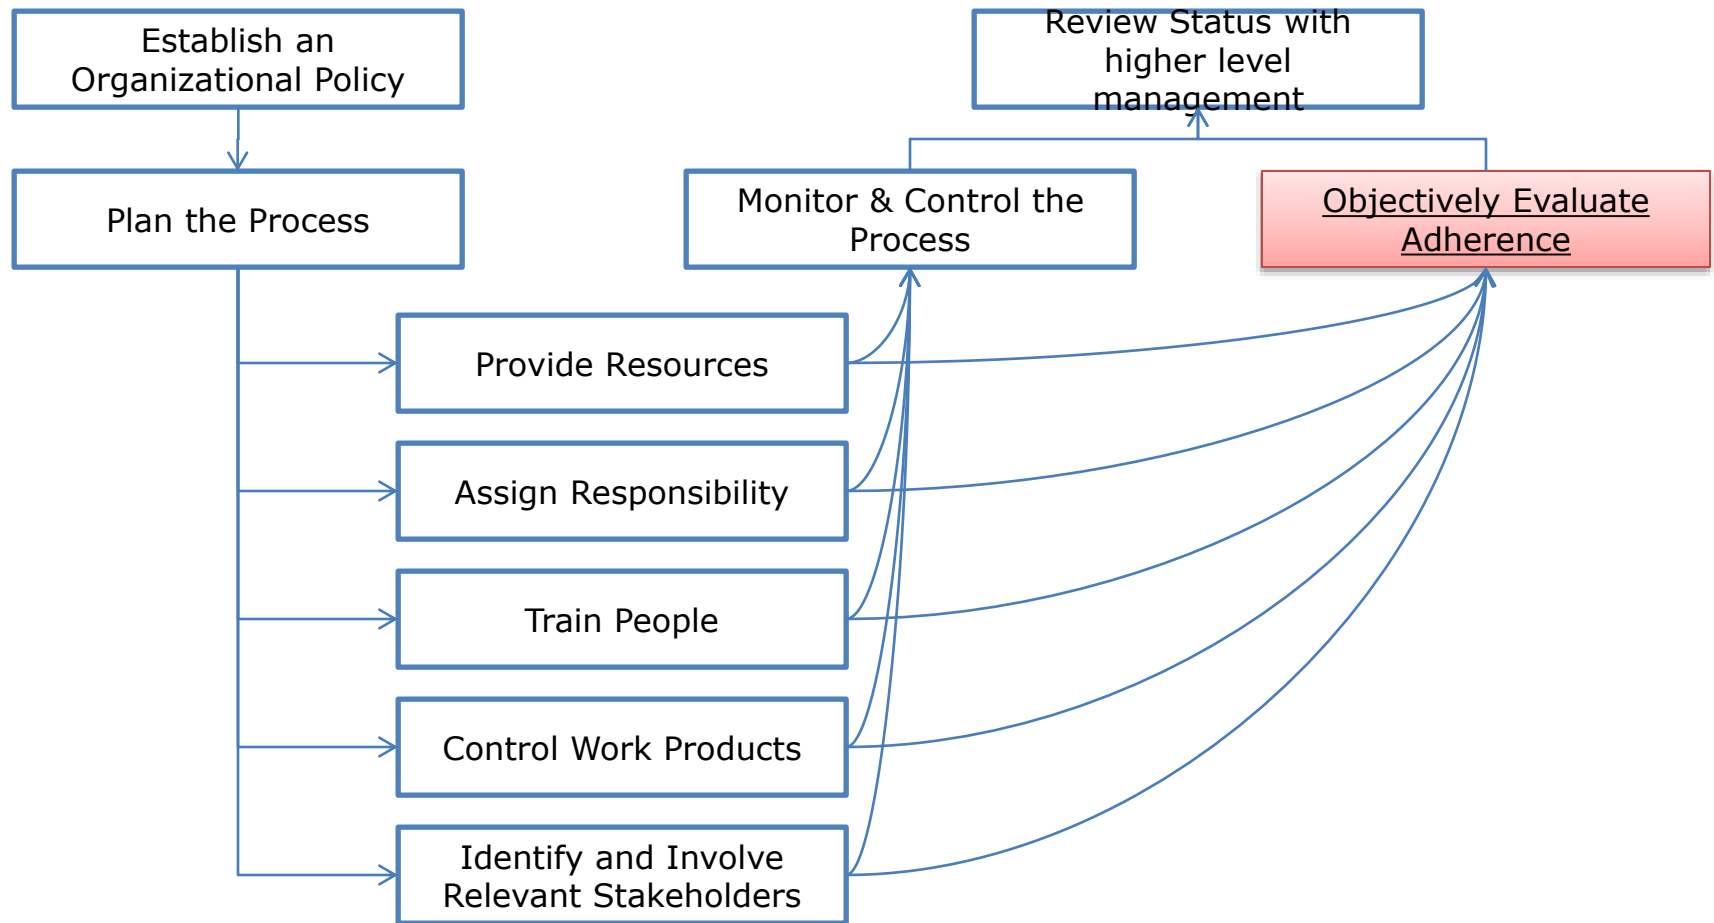 Establish an
Organizational Policy
Review Status with
higher level
management
Plan the Process
Monitor & Control the
Process
Objectively Evaluate
Adherence
Provide Resources
Assign Responsibility
Train People
Control Work Products
Identify and Involve
Relevant Stakeholders